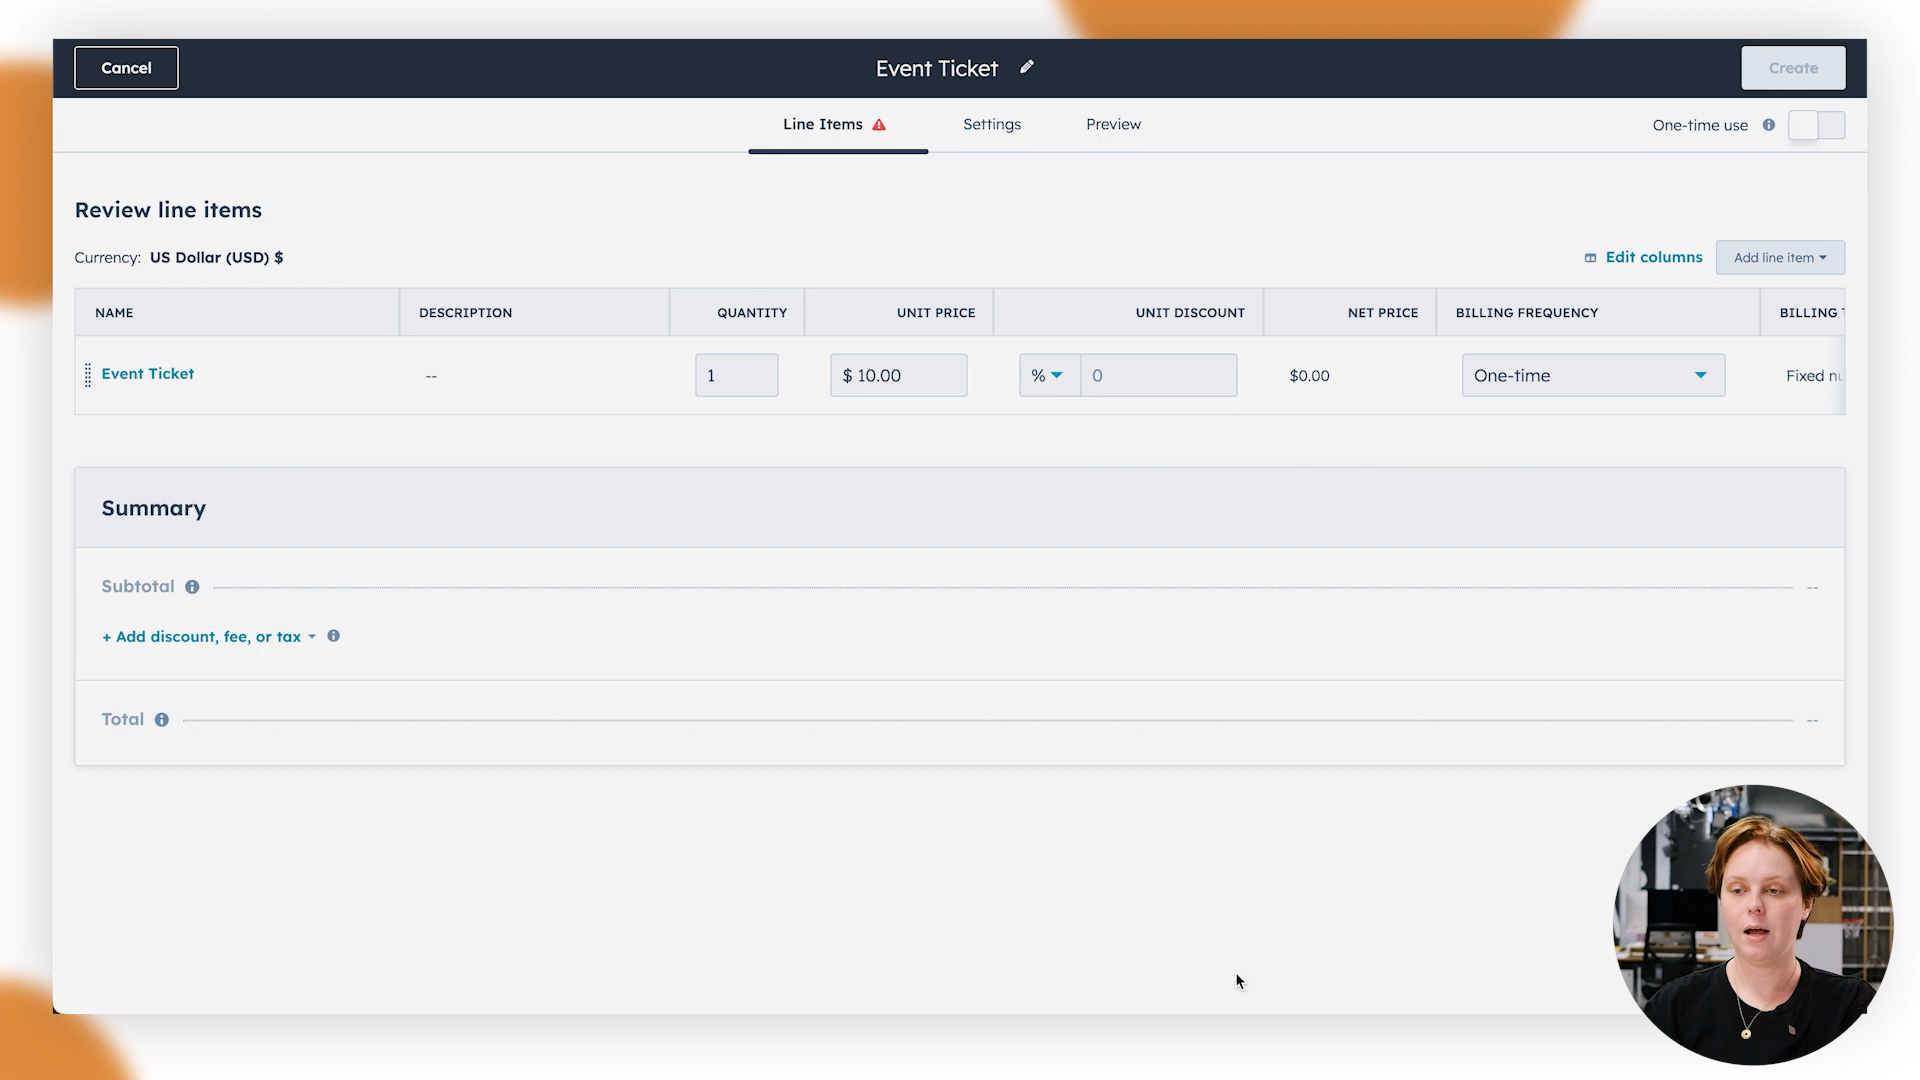 Cancel
Event Ticket
Create
Line Items
Settings
Preview
One-time use
Review line items
Currency: US Dollar (USD) $
Edit columns
Add line item
NAME
DESCRIPTION
QUANTITY
UNIT PRICE
UNIT DISCOUNT
NET PRICE
BILLING FREQUENCY
BILLING
Event Ticket
--
1
$ 10.00
%
0
$0.00
One-time
Fixed
Summary
Subtotal
--
+ Add discount, fee, or tax
Total
--